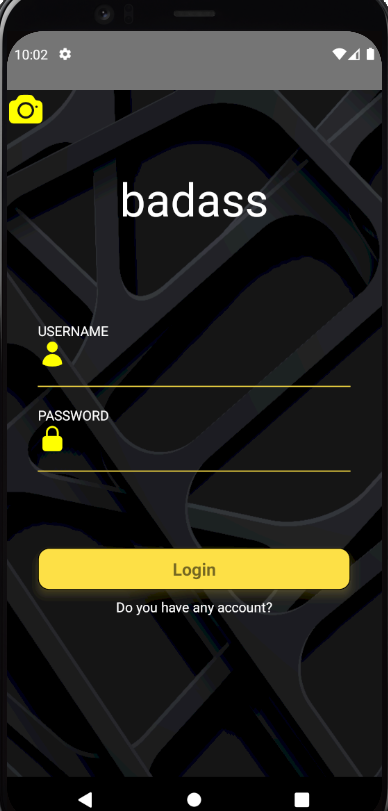 10:02
badass
USERNAME
PASSWORD
Login
Do you have any account?